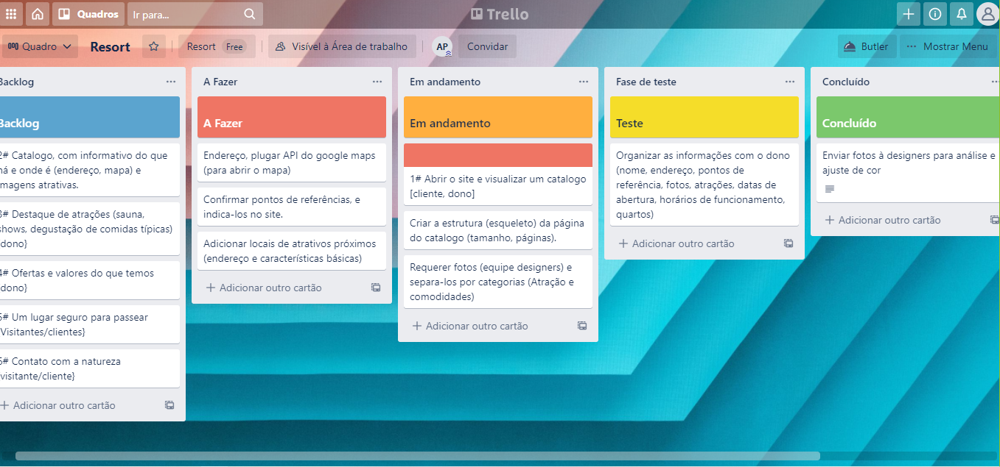 Quadros
Ir para...
Trello
Quadro
Resort
Resort Free
Visível à Área de trabalho
AP
Convidar
Butler
Mostrar Menu
Backlog
Backlog
2# Catalogo, com informativo do que
há e onde é (endereço, mapa) e
imagens atrativas.
3# Destaque de atrações (sauna,
shows, degustação de comidas típicas)
dono}
4# Ofertas e valores do que temos
dono}
5# Um lugar seguro para passear
Visitantes/clientes}
6# Contato com a natureza
visitante/cliente}
Adicionar outro cartão
A Fazer
A Fazer
Endereço, plugar API do google maps
(para abrir o mapa)
Confirmar pontos de referências, e
indica-los no site.
Adicionar locais de atrativos próximos
(endereço e características básicas)
Adicionar outro cartão
Em andamento
Em andamento
1# Abrir o site e visualizar um catalogo
[cliente, dono]
Criar a estrutura (esqueleto) da página
do catalogo (tamanho, páginas).
Requerer fotos (equipe designers) e
separa-los por categorias (Atração e
comodidades)
Adicionar outro cartão
Fase de teste
Teste
Organizar as informações com o dono
(nome, endereço, pontos de
referência, fotos, atrações, datas de
abertura, horários de funcionamento,
quartos)
Adicionar outro cartão
Concluído
Concluído
Enviar fotos à designers para análise e
ajuste de cor
Adicionar outro cartão